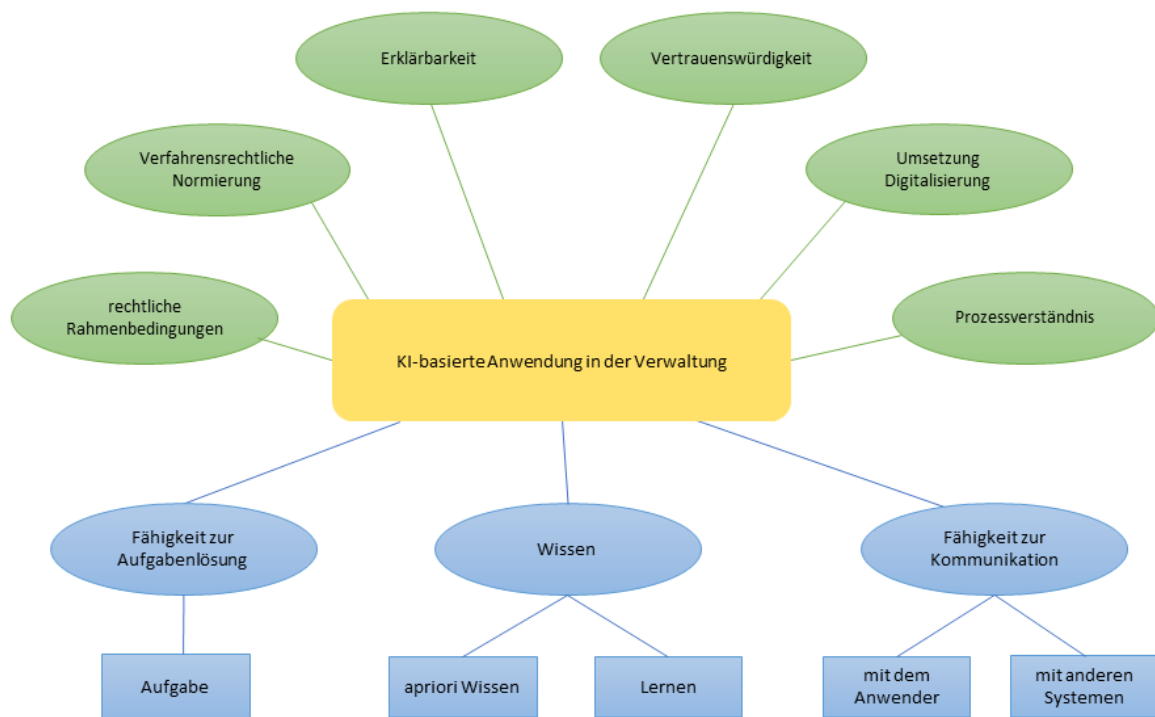 Erklärbarkeit
Vertrauenswürdigkeit
Verfahrensrechtliche
Normierung
Umsetzung
Digitalisierung
rechtliche
Rahmenbedingungen
Prozessverständnis
KI-basierte Anwendung in der Verwaltung
Fähigkeit zur
Aufgabenlösung
Wissen
Fähigkeit zur
Kommunikation
Aufgabe
apriori Wissen
Lernen
mit dem
Anwender
mit anderen
Systemen